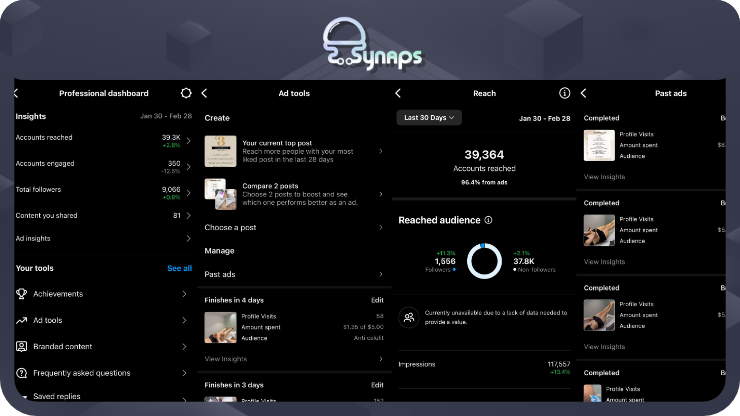 Synaps
Professional dashboard
Insights
Jan 30 - Feb 28
Accounts reached
39.3K
+2.8%
Accounts engaged
350
-12.5%
Total followers
9,066
+0.5%
Content you shared
81
Ad insights
Your tools
See all
Achievements
Ad tools
Branded content
Frequently asked questions
Saved replies
Ad tools
Create
Your current top post
Reach more people with your
most liked post in the last 28 days
Compare 2 posts
Choose 2 posts to boost and see
which one performs better as an ad.
Choose a post
Manage
Past ads
Finishes in 4 days
Edit
Profile Visits
58
Amount spent
$1.35 of $5.00
Audience
Anti celulit
View Insights
Finishes in 3 days
Edit
Profile Visits
Reach
Last 30 Days
Jan 30 - Feb 28
39,364
Accounts reached
96.4% from ads
Reached audience
+11.3%
1,556
Followers
+2.1%
37.8K
Non-followers
Currently unavailable due to a lack of data needed to
provide a value.
Impressions
117,557
+13.4%
Past ads
Completed
B
Profile Visits
Amount spent
Audience
View Insights
Completed
B
Profile Visits
Amount spent
$5.
Audience
View Insights
Completed
B
Profile Visits
Amount spent
$5.
Audience
View Insights
Completed
B
Profile Visits
Amount spent